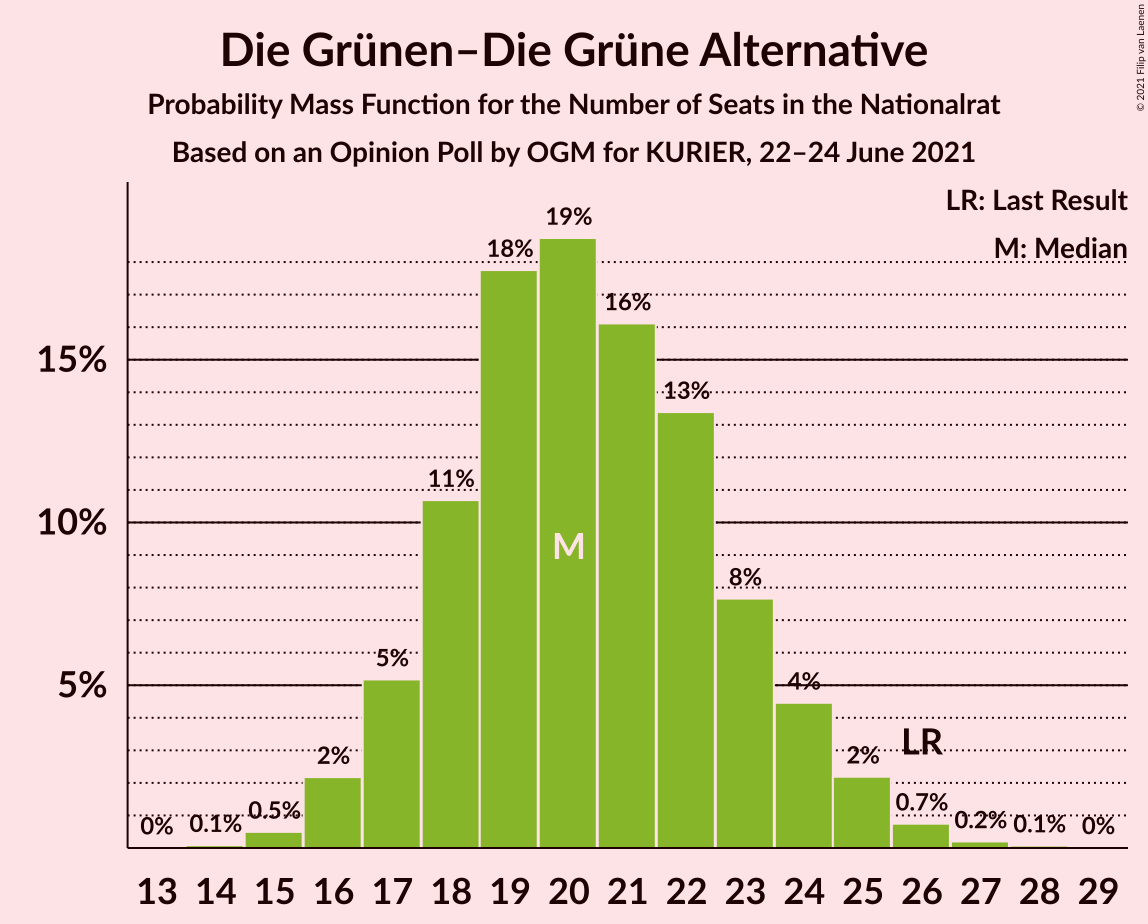 Die Grünen–Die Grüne Alternative
Probability Mass Function for the Number of Seats in the Nationalrat
Based on an Opinion Poll by OGM for KURIER, 22–24 June 2021
© 2021 Filip van Laenen
LR: Last Result
M: Median
15%
10%
5%
0%
0.1%
0.5%
2%
5%
11%
18%
19%
16%
13%
8%
4%
2%
0.7%
0.2%
0.1%
0%
M
LR
13 14 15 16 17 18 19 20 21 22 23 24 25 26 27 28 29